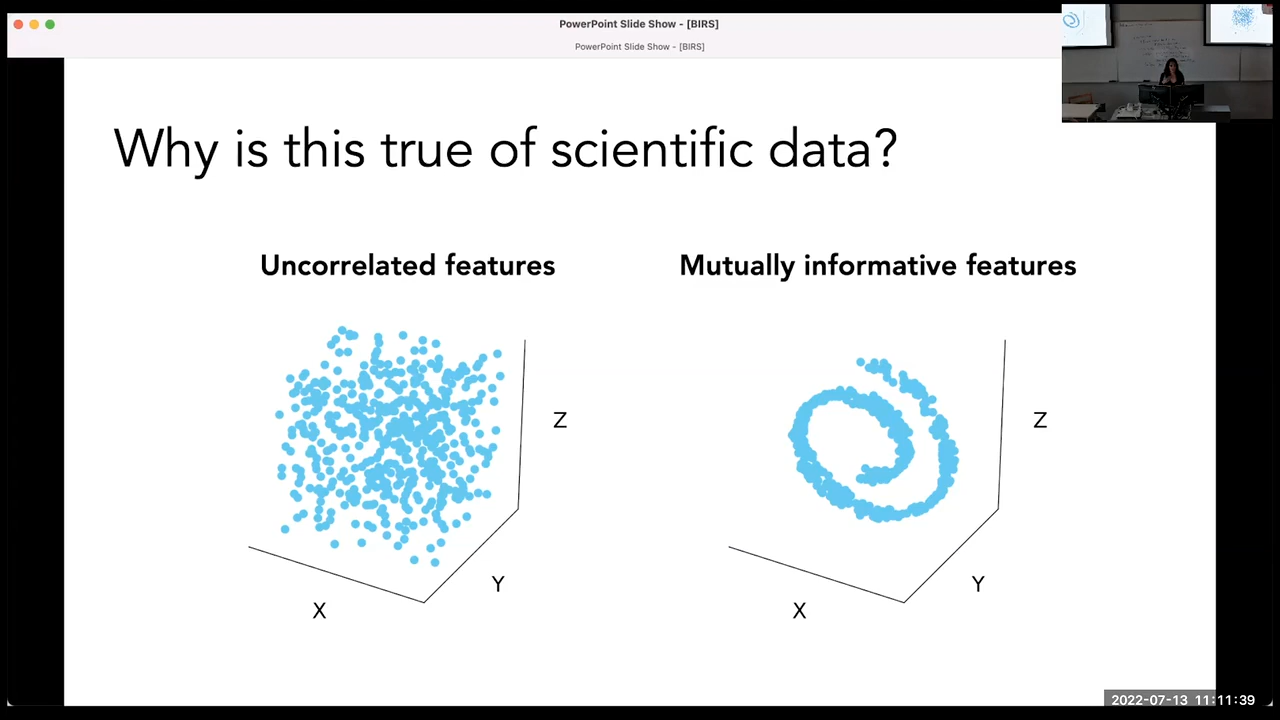 PowerPoint Slide Show - [BIRS]
PowerPoint Slide Show - [BIRS]
Why is this true of scientific data?
Uncorrelated features
Mutually informative features
Z
Y
X
Z
Y
X
2022-07-13 11:11:39